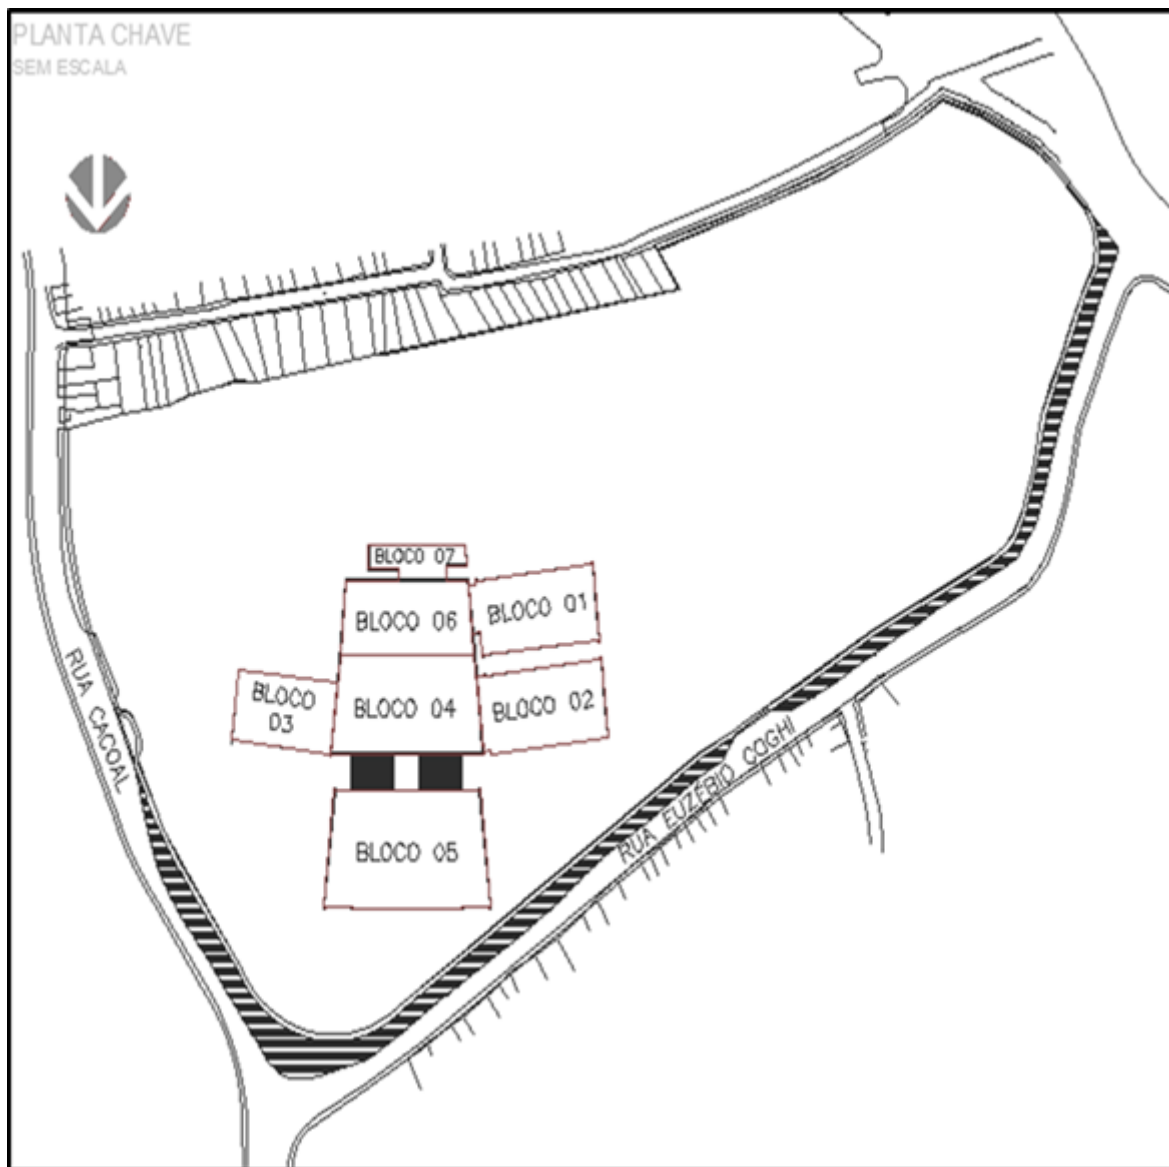 PLANTA CHAVE
SEM ESCALA
BLOCO 07
BLOCO 06
BLOCO 01
BLOCO
03
BLOCO 04
BLOCO 02
BLOCO 05
RUA CACOAL
RUA EUZÉBIO COGHI